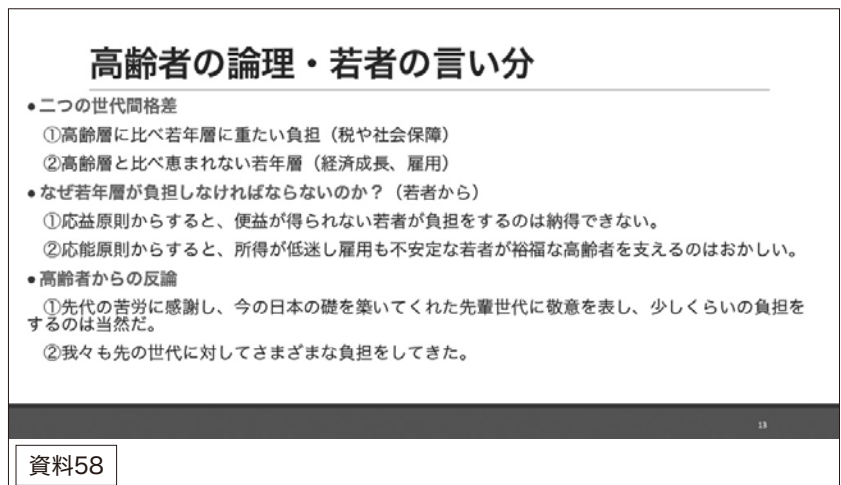 高齢者の論理・若者の言い分
•二つの世代間格差
①高齢層に比べ若年層に重たい負担（税や社会保障）
②高齢層と比べ恵まれない若年層（経済成長、雇用）
•なぜ若年層が負担しなければならないのか？（若者から）
①応益原則からすると、便益が得られない若者が負担をするのは納得できない。
②応能原則からすると、所得が低迷し雇用も不安定な若者が裕福な高齢者を支えるのはおかしい。
•高齢者からの反論
①先代の苦労に感謝し、今の日本の礎を築いてくれた先輩世代に敬意を表し、少しくらいの負担を
するのは当然だ。
②我々も先の世代に対してさまざまな負担をしてきた。
13
資料58